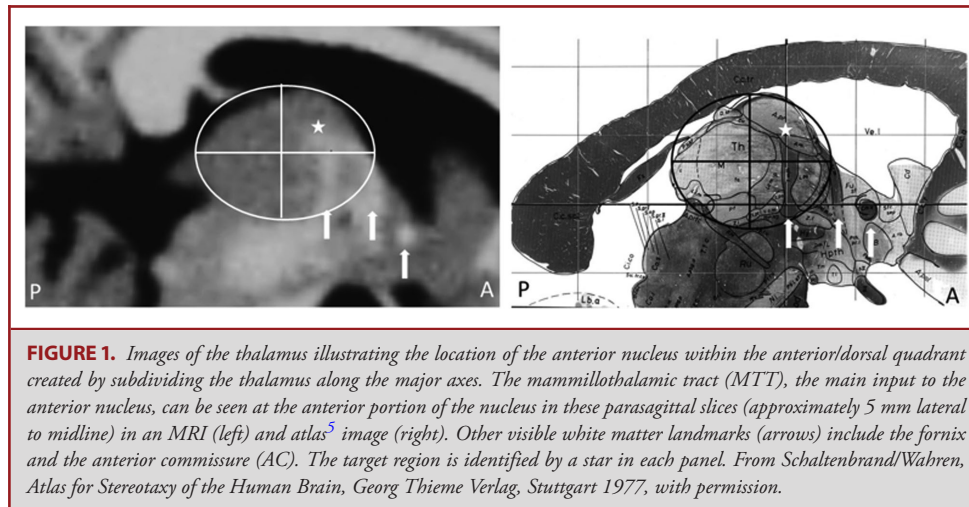 P
A
Th
M
Ve.l
Hpth
Lb.a
P
A
FIGURE 1. Images of the thalamus illustrating the location of the anterior nucleus within the anterior/dorsal quadrant
created by subdividing the thalamus along the major axes. The mammillothalamic tract (MTT), the main input to the
anterior nucleus, can be seen at the anterior portion of the nucleus in these parasagittal slices (approximately 5 mm lateral
to midline) in an MRI (left) and atlas5 image (right). Other visible white matter landmarks (arrows) include the fornix
and the anterior commissure (AC). The target region is identified by a star in each panel. From Schaltenbrand/Wahren,
Atlas for Stereotaxy of the Human Brain, Georg Thieme Verlag, Stuttgart 1977, with permission.